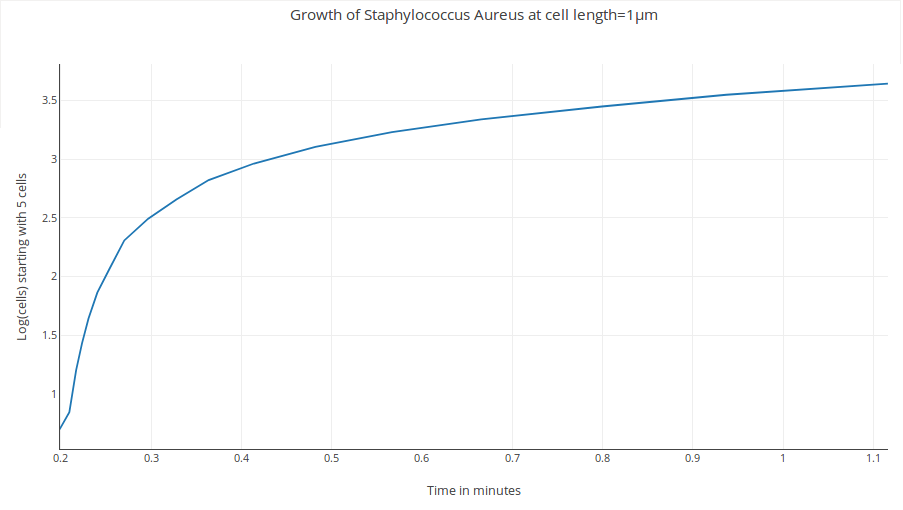 Growth of Staphylococcus Aureus at cell length=1μm
Log(cells) starting with 5 cells
3.5
3
2.5
2
1.5
1
0.2 0.3 0.4 0.5 0.6 0.7 0.8 0.9 1 1.1
Time in minutes